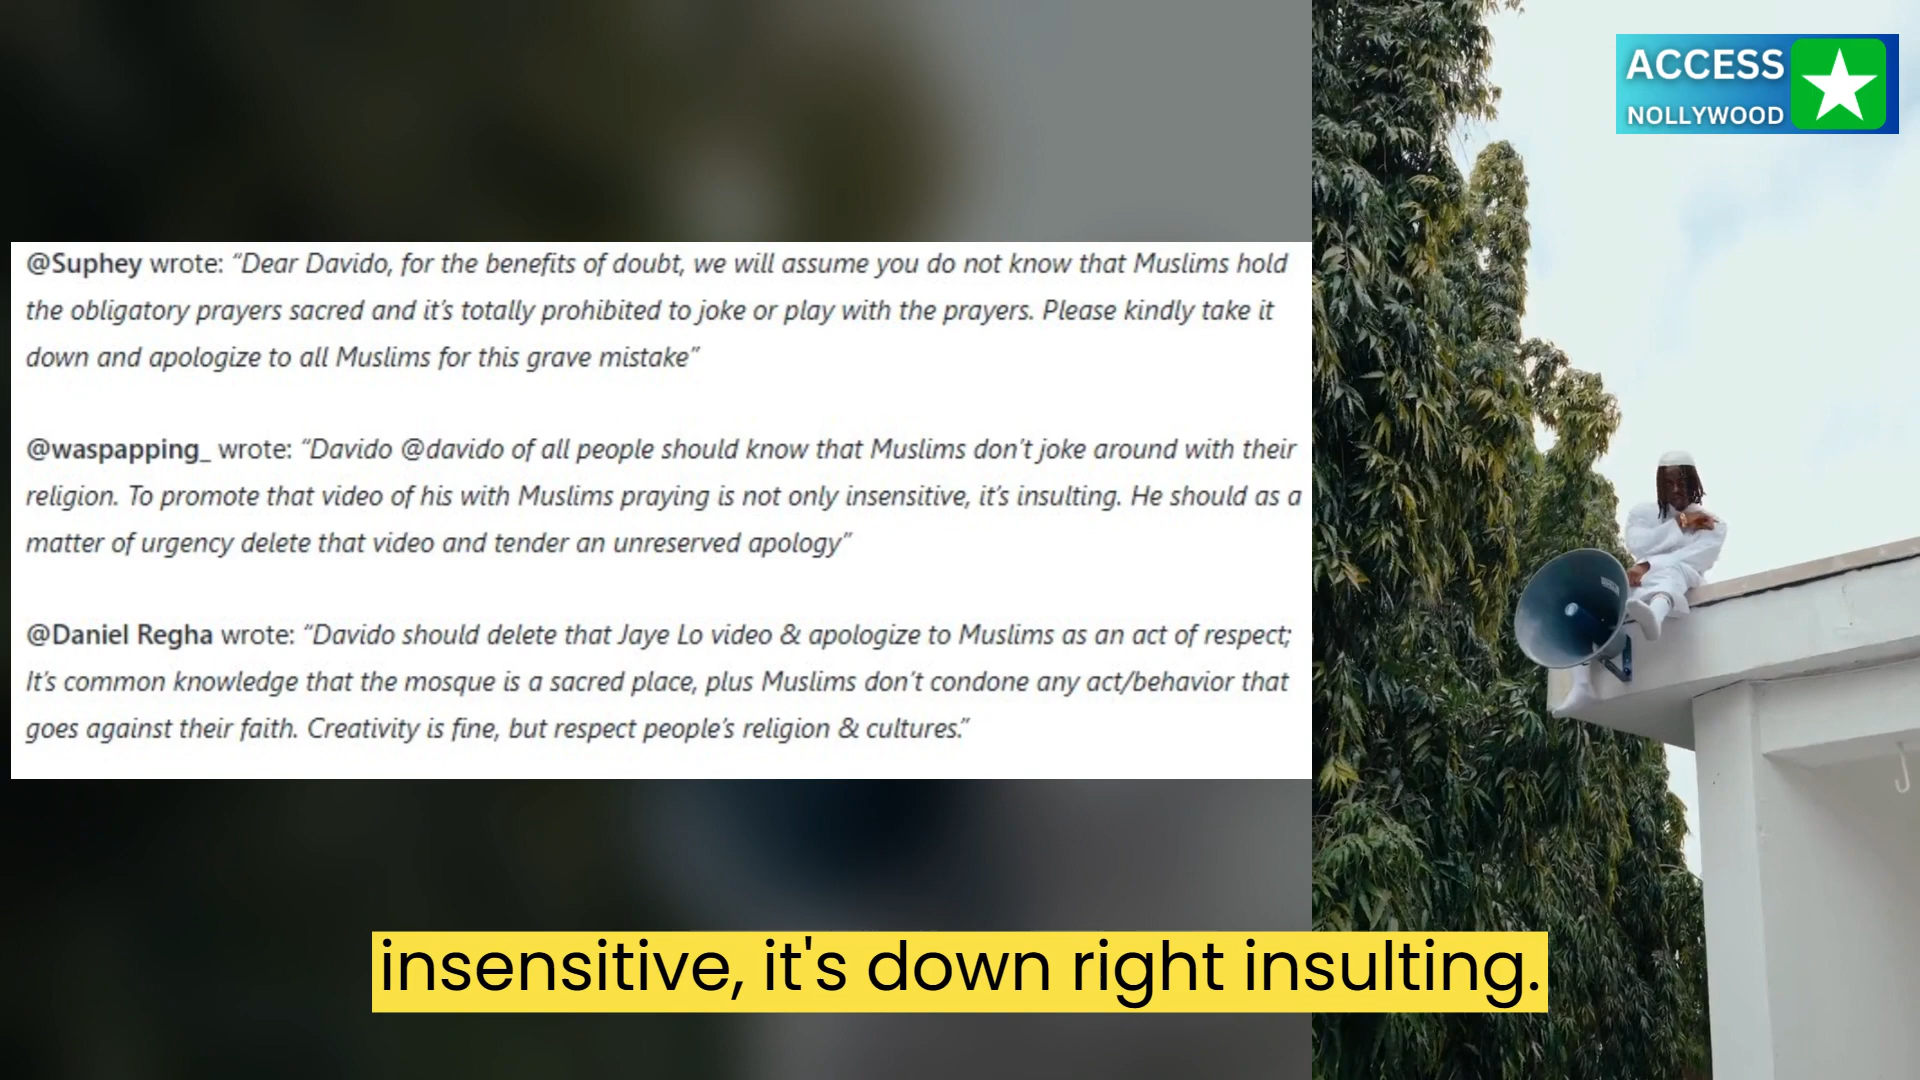 ACCESS
NOLLYWOOD
@Suphey wrote: “Dear Davido, for the benefits of doubt, we will assume you do not know that Muslims hold
the obligatory prayers sacred and it’s totally prohibited to joke or play with the prayers. Please kindly take it
down and apologize to all Muslims for this grave mistake”
@waspapping_ wrote: “Davido @davido of all people should know that Muslims don’t joke around with their
religion. To promote that video of his with Muslims praying is not only insensitive, it’s insulting. He should as a
matter of urgency delete that video and tender an unreserved apology”
@Daniel Regha wrote: “Davido should delete that Jaye Lo video & apologize to Muslims as an act of respect;
It’s common knowledge that the mosque is a sacred place, plus Muslims don’t condone any act/behavior that
goes against their faith. Creativity is fine, but respect people’s religion & cultures.”
insensitive, it's down right insulting.